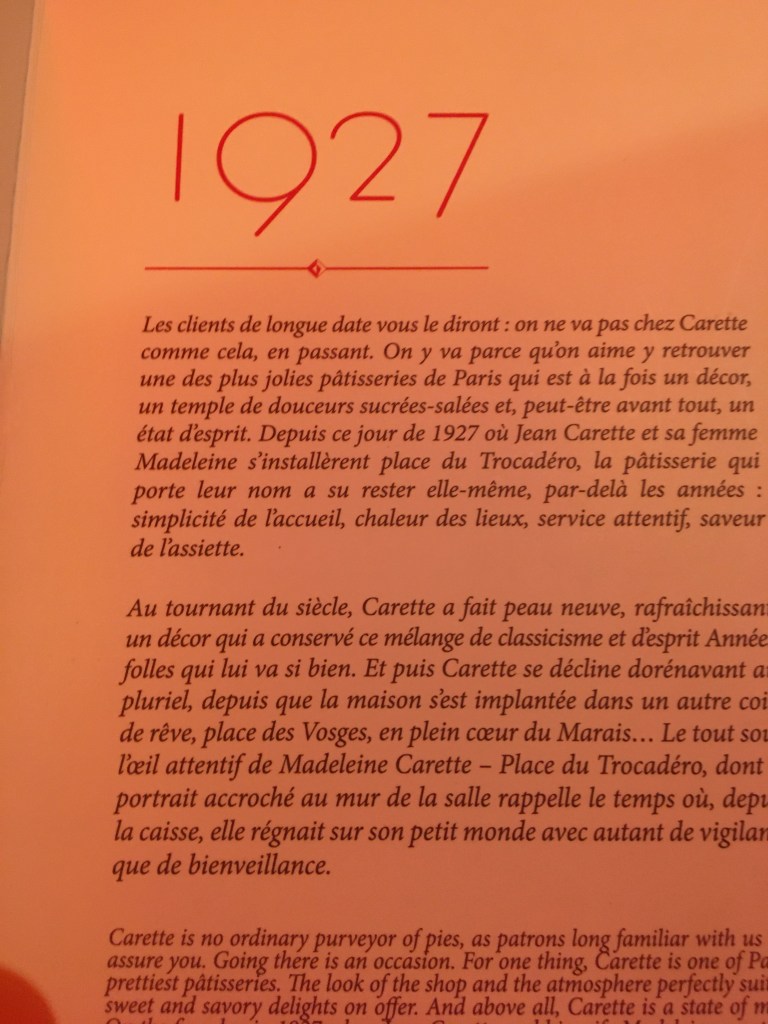 1927
Les clients de longue date vous le diront : on ne va pas chez Carette
comme cela, en passant. On y va parce qu'on aime y retrouver
une des plus jolies pâtisseries de Paris qui est à la fois un décor,
un temple de douceurs sucrées-salées et, peut-être avant tout, un
état d'esprit. Depuis ce jour de 1927 où Jean Carette et sa femme
Madeleine s'installèrent place du Trocadéro, la pâtisserie qui
porte leur nom a su rester elle-même, par-delà les années :
simplicité de l'accueil, chaleur des lieux, service attentif, saveur
de l'assiette.
Au tournant du siècle, Carette a fait peau neuve, rafraîchissant
un décor qui a conservé ce mélange de classicisme et d'esprit Année
folles qui lui va si bien. Et puis Carette se décline dorénavant
pluriel, depuis que la maison s'est implantée dans un autre coi
de rêve, place des Vosges, en plein cœur du Marais… Le tout sou
l'œil attentif de Madeleine Carette – Place du Trocadéro, dont
portrait accroché au mur de la salle rappelle le temps où, depu
la caisse, elle régnait sur son petit monde avec autant de vigilan
que de bienveillance.
Carette is no ordinary purveyor of pies, as patrons long familiar with us
assure you. Going there is an occasion. For one thing, Carette is one of Pa
prettiest pâtisseries. The look of the shop and the atmosphere perfectly suit
sweet and savory delights on offer. And above all, Carette is a state of m